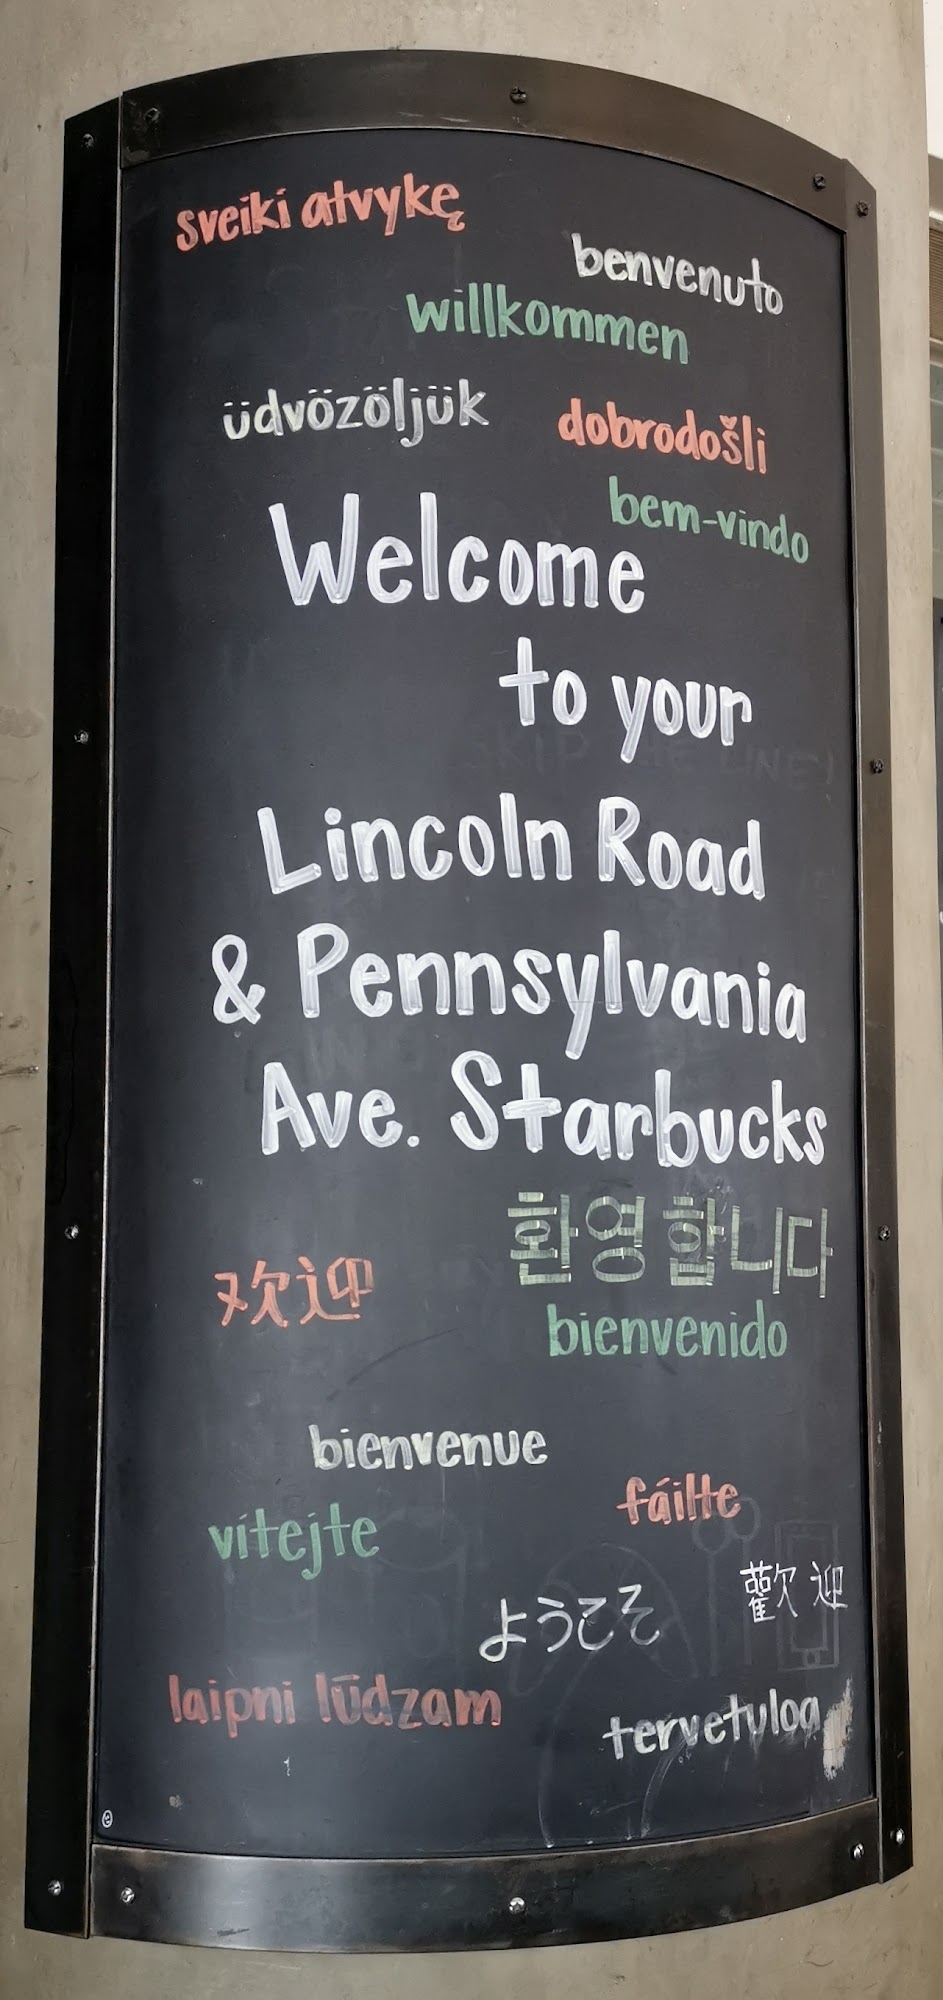 sveiki atvykę
benvenuto
willkommen
üdvözöljük
dobrodošli
bem-vindo
Welcome
to your
Lincoln Road
& Pennsylvania
Ave. Starbucks
환영합니다
欢迎
bienvenido
bienvenue
fáilte
vítejte
歡迎
ようこそ
laipni lūdzam
tervetuloa